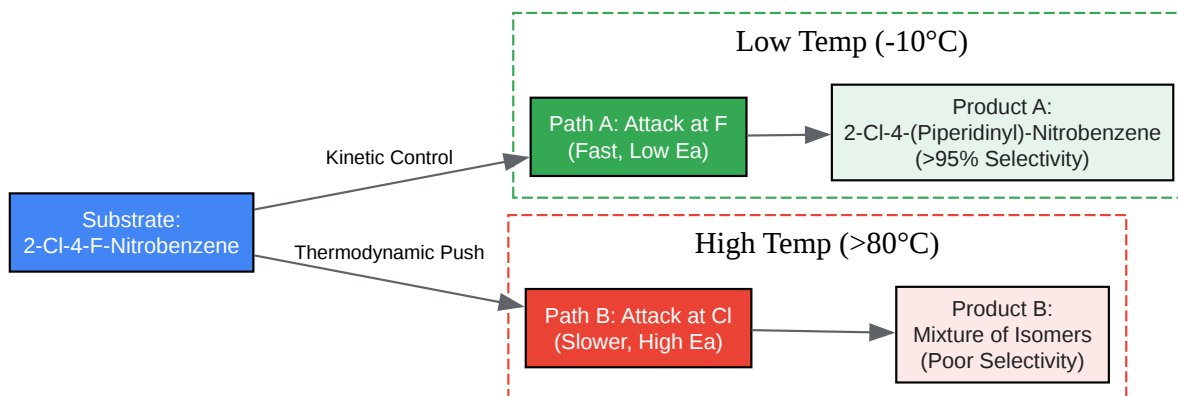 Low Temp (-10°C)
Path A: Attack at F
(Fast, Low Ea)
Product A:
2-Cl-4-(Piperidinyl)-Nitrobenzene
(>95% Selectivity)
Kinetic Control
Substrate:
2-Cl-4-F-Nitrobenzene
Thermodynamic Push
High Temp (>80°C)
Path B: Attack at Cl
(Slower, High Ea)
Product B:
Mixture of Isomers
(Poor Selectivity)